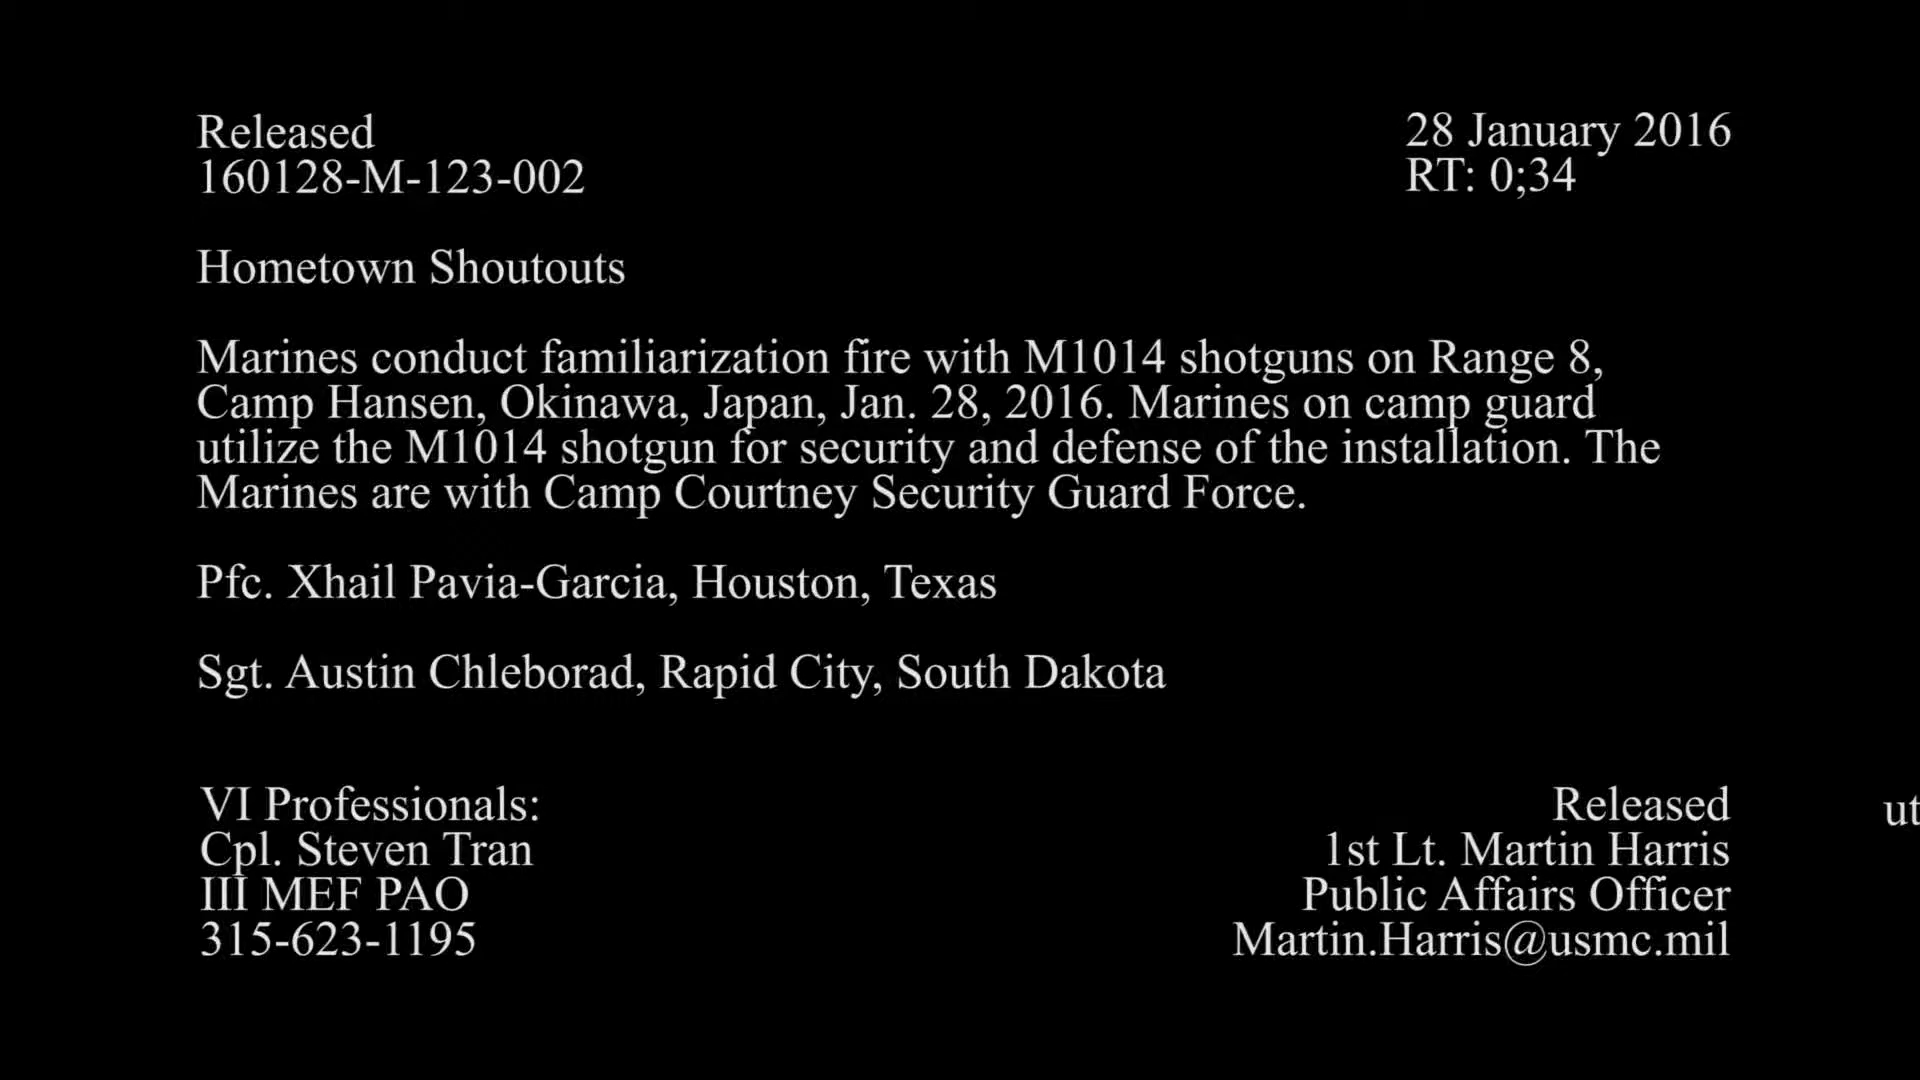 Released
160128-M-123-002
28 January 2016
RT: 0;34
Hometown Shoutouts
Marines conduct familiarization fire with M1014 shotguns on Range 8,
Camp Hansen, Okinawa, Japan, Jan. 28, 2016. Marines on camp guard
utilize the M1014 shotgun for security and defense of the installation. The
Marines are with Camp Courtney Security Guard Force.
Pfc. Xhail Pavia-Garcia, Houston, Texas
Sgt. Austin Chleborad, Rapid City, South Dakota
VI Professionals:
Cpl. Steven Tran
III MEF PAO
315-623-1195
Released
1st Lt. Martin Harris
Public Affairs Officer
Martin.Harris@usmc.mil
ut